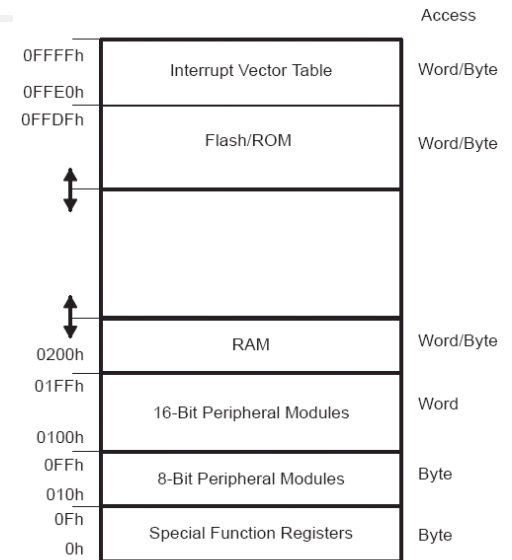 Access
0FFFFh
Interrupt Vector Table
Word/Byte
0FFE0h
0FFDFh
Flash/ROM
Word/Byte
0200h
RAM
Word/Byte
01FFh
16-Bit Peripheral Modules
Word
0100h
0FFh
8-Bit Peripheral Modules
Byte
010h
0Fh
Special Function Registers
Byte
0h